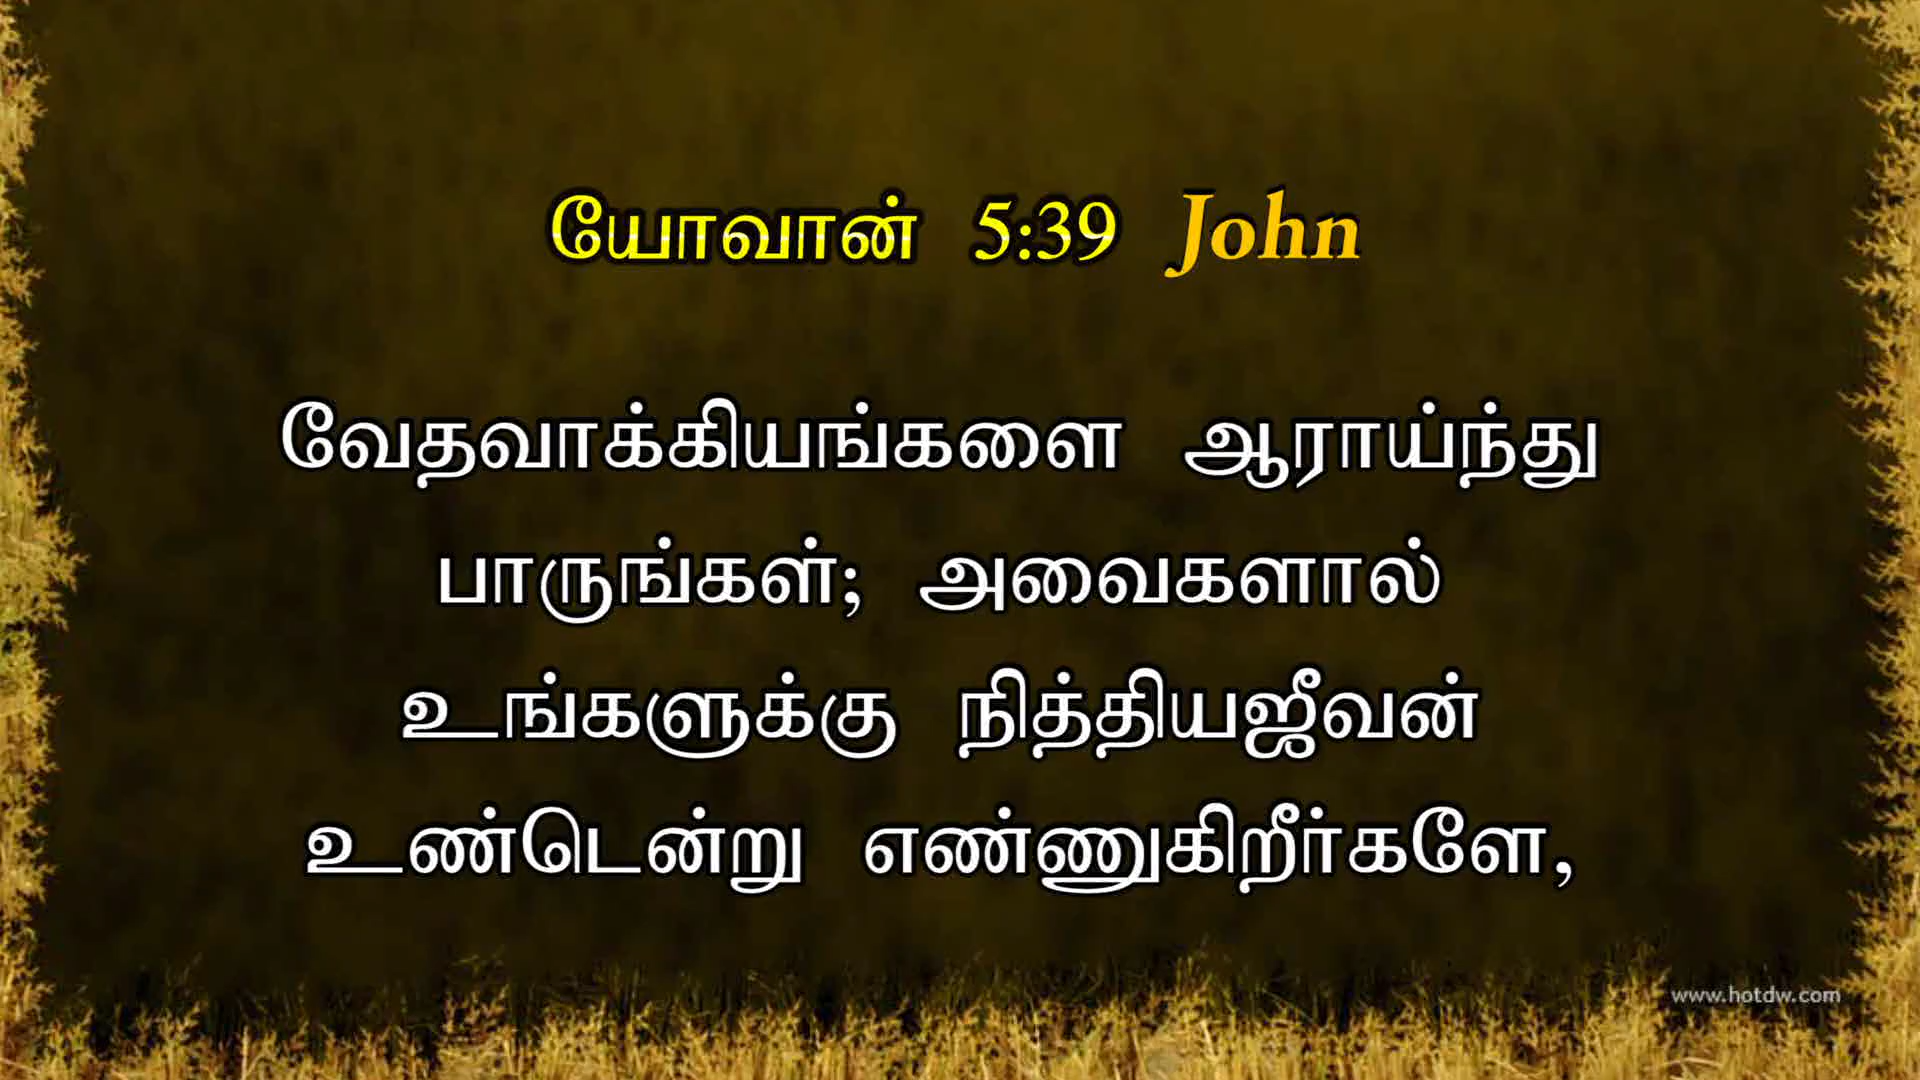 யோவான் 5:39 John
வேதவாக்கியங்களை ஆராய்ந்து
பாருங்கள்; அவைகளால்
உங்களுக்கு நித்தியஜீவன்
உண்டென்று எண்ணுகிறீர்களே,
www.hotdw.com